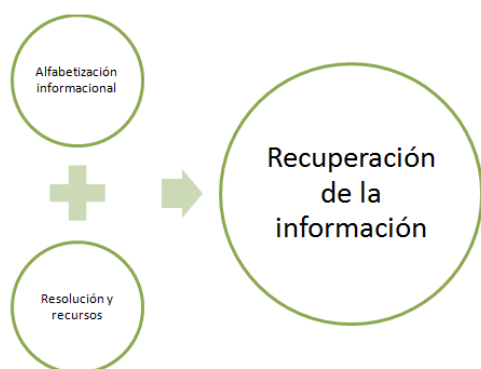 Alfabetización
informacional
Resolución y
recursos
Recuperación
de la
información